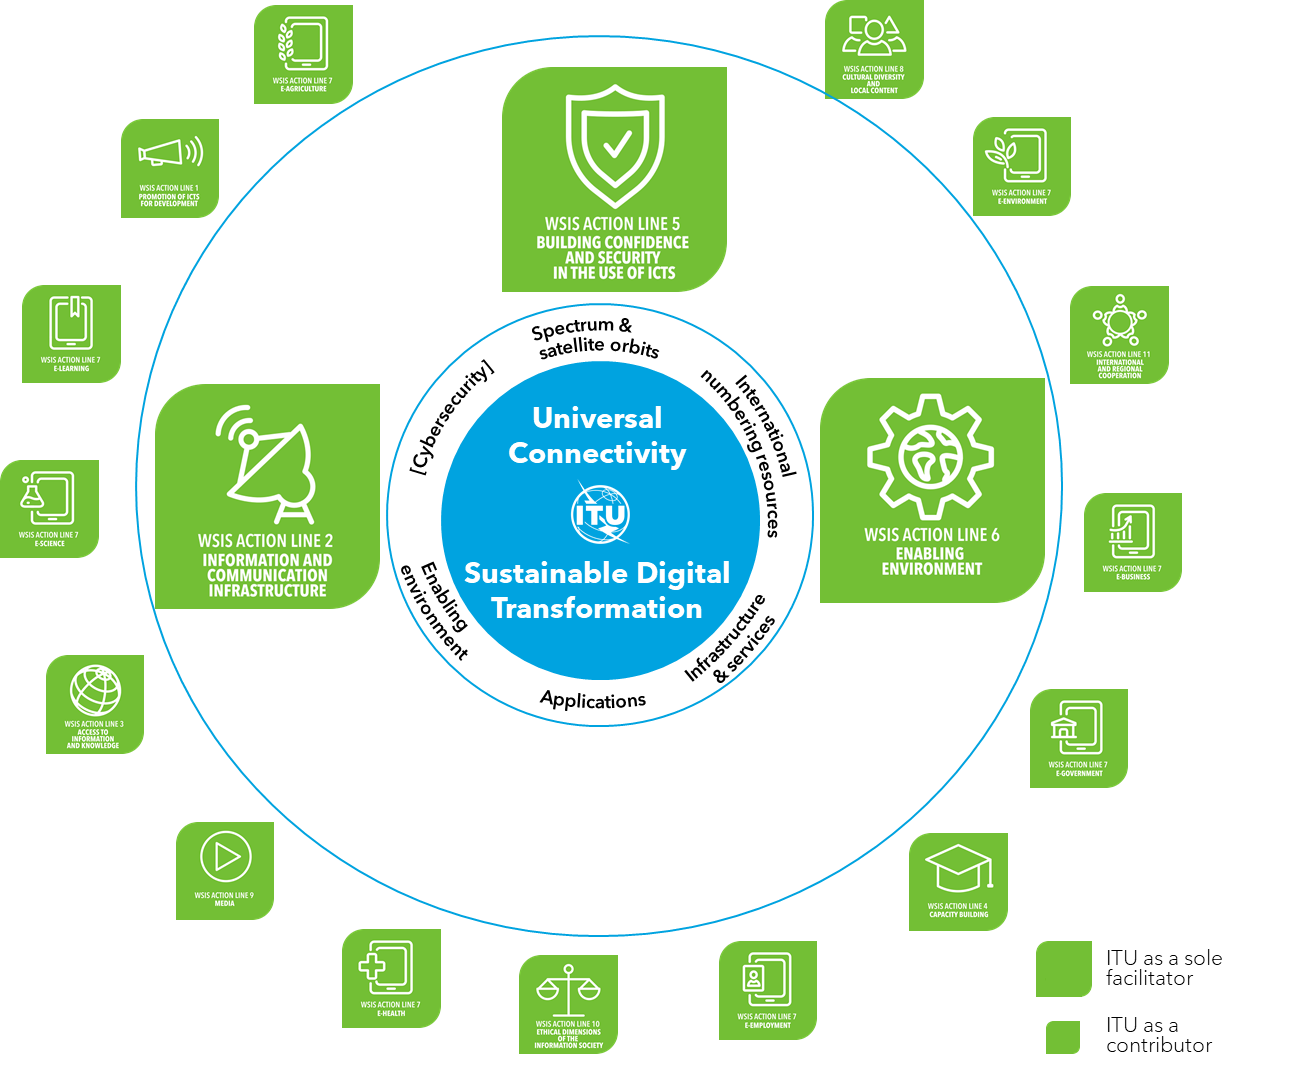 WSIS ACTION LINE 7
E-AGRICULTURE
WSIS ACTION LINE 8
CULTURAL DIVERSITY
AND
LOCAL CONTENT
WSIS ACTION LINE 1
PROMOTION OF ICTS
FOR DEVELOPMENT
WSIS ACTION LINE 5
BUILDING CONFIDENCE
AND SECURITY
IN THE USE OF ICTS
WSIS ACTION LINE 7
E-ENVIRONMENT
WSIS ACTION LINE 7
E-LEARNING
WSIS ACTION LINE 11
INTERNATIONAL
AND REGIONAL
COOPERATION
Spectrum &
satellite orbits
[Cybersecurity]
International
numbering resources
Universal
Connectivity
ITU
Sustainable Digital
Transformation
Enabling
environment
Infrastructure
& services
Applications
WSIS ACTION LINE 2
INFORMATION AND
COMMUNICATION
INFRASTRUCTURE
WSIS ACTION LINE 6
ENABLING
ENVIRONMENT
WSIS ACTION LINE 7
E-SCIENCE
WSIS ACTION LINE 7
E-BUSINESS
WSIS ACTION LINE 3
ACCESS TO
INFORMATION
AND KNOWLEDGE
WSIS ACTION LINE 7
E-GOVERNMENT
WSIS ACTION LINE 9
MEDIA
WSIS ACTION LINE 4
CAPACITY BUILDING
WSIS ACTION LINE 7
E-HEALTH
WSIS ACTION LINE 10
ETHICAL DIMENSIONS
OF THE
INFORMATION SOCIETY
WSIS ACTION LINE 7
E-EMPLOYMENT
ITU as a sole
facilitator
ITU as a
contributor